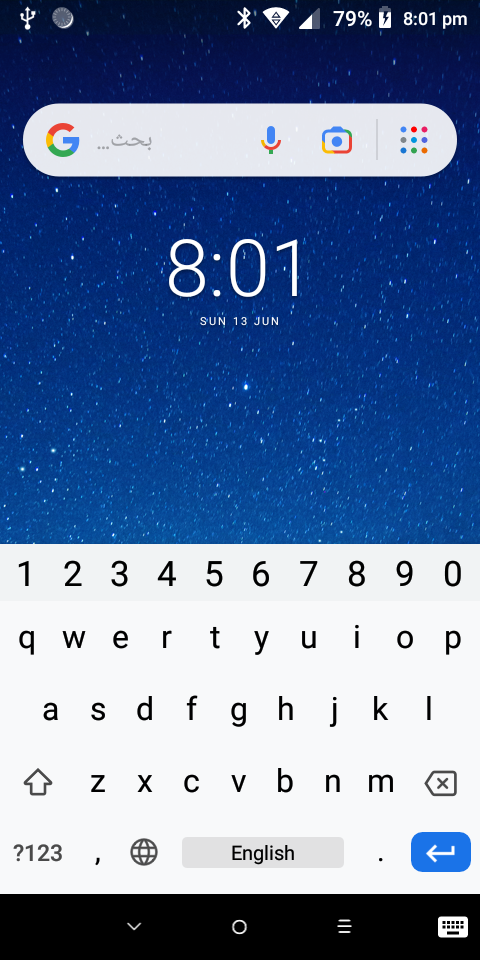 79% 8:01 pm
بحث...
8:01
SUN 13 JUN
1 2 3 4 5 6 7 8 9 0
q w e r t y u i o p
a s d f g h j k l
z x c v b n m
?123 , English .